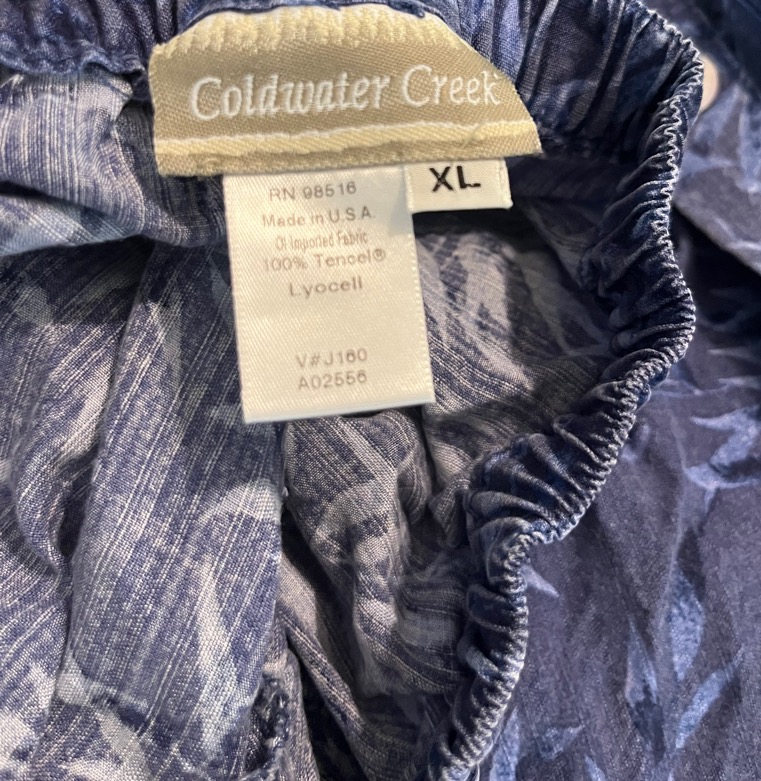 Coldwater Creek
XL
RN 98516
Made in U.S.A.
Of Imported Fabric
100% Tencel®
Lyocell
V#J160
A02556